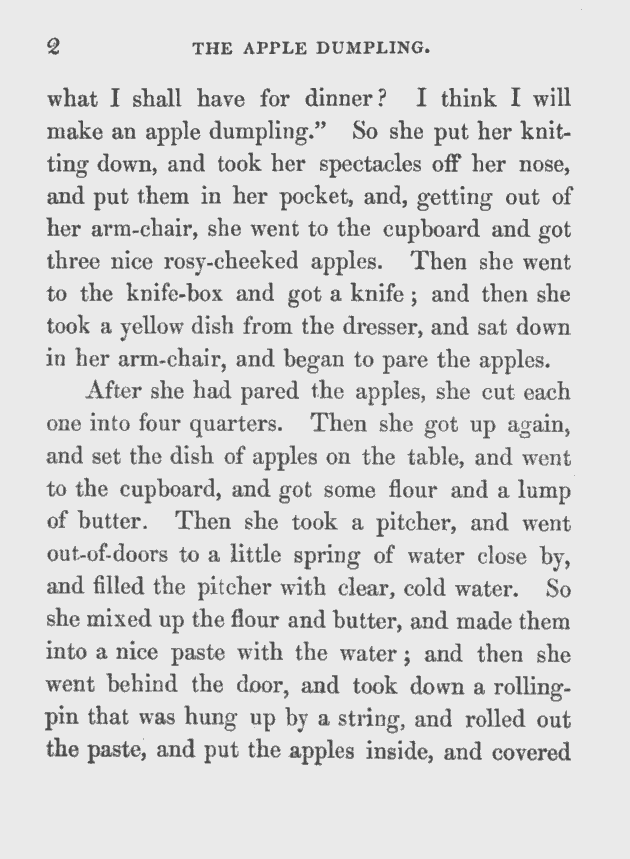 2 THE APPLE DUMPLING.
what I shall have for dinner? I think I will
make an apple dumpling.” So she put her knit-
ting down, and took her spectacles off her nose,
and put them in her pocket, and, getting out of
her arm-chair, she went to the cupboard and got
three nice rosy-cheeked apples. Then she went
to the knife-box and got a knife; and then she
took a yellow dish from the dresser, and sat down
in her arm-chair, and began to pare the apples.
After she had pared the apples, she cut each
one into four quarters. Then she got up again,
and set the dish of apples on the table, and went
to the cupboard, and got some flour and a lump
of butter. Then she took a pitcher, and went
out-of-doors to a little spring of water close by,
and filled the pitcher with clear, cold water. So
she mixed up the flour and butter, and made them
into a nice paste with the water; and then she
went behind the door, and took down a rolling-
pin that was hung up by a string, and rolled out
the paste, and put the apples inside, and covered